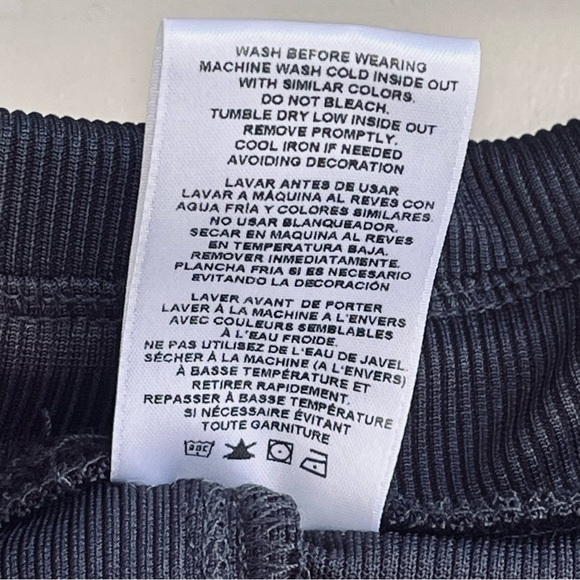 WASH BEFORE WEARING
MACHINE WASH COLD INSIDE OUT
WITH SIMILAR COLORS.
DO NOT BLEACH.
TUMBLE DRY LOW INSIDE OUT
REMOVE PROMPTLY.
COOL IRON IF NEEDED
AVOIDING DECORATION
LAVAR ANTES DE USAR
LAVAR A MÁQUINA AL REVÉS CON
AGUA FRÍA Y COLORES SIMILARES.
NO USAR BLANQUEADOR.
SECAR EN MAQUINA AL REVÉS
EN TEMPERATURA BAJA.
REMOVER INMEDIATAMENTE.
PLANCHA FRIA SI ES NECESARIO
EVITANDO LA DECORACIÓN
LAVER AVANT DE PORTER
LAVER À LA MACHINE A L'ENVERS
AVEC COULEURS SEMBLABLES
À L'EAU FROIDE.
NE PAS UTILISEZ DE L'EAU DE JAVEL.
SÉCHER À LA MACHINE (A L'ENVERS)
À BASSE TEMPÉRATURE ET
RETIRER RAPIDEMENT.
REPASSER À BASSE TEMPÉRATURE
SI NÉCESSAIRE ÉVITANT
TOUTE GARNITURE